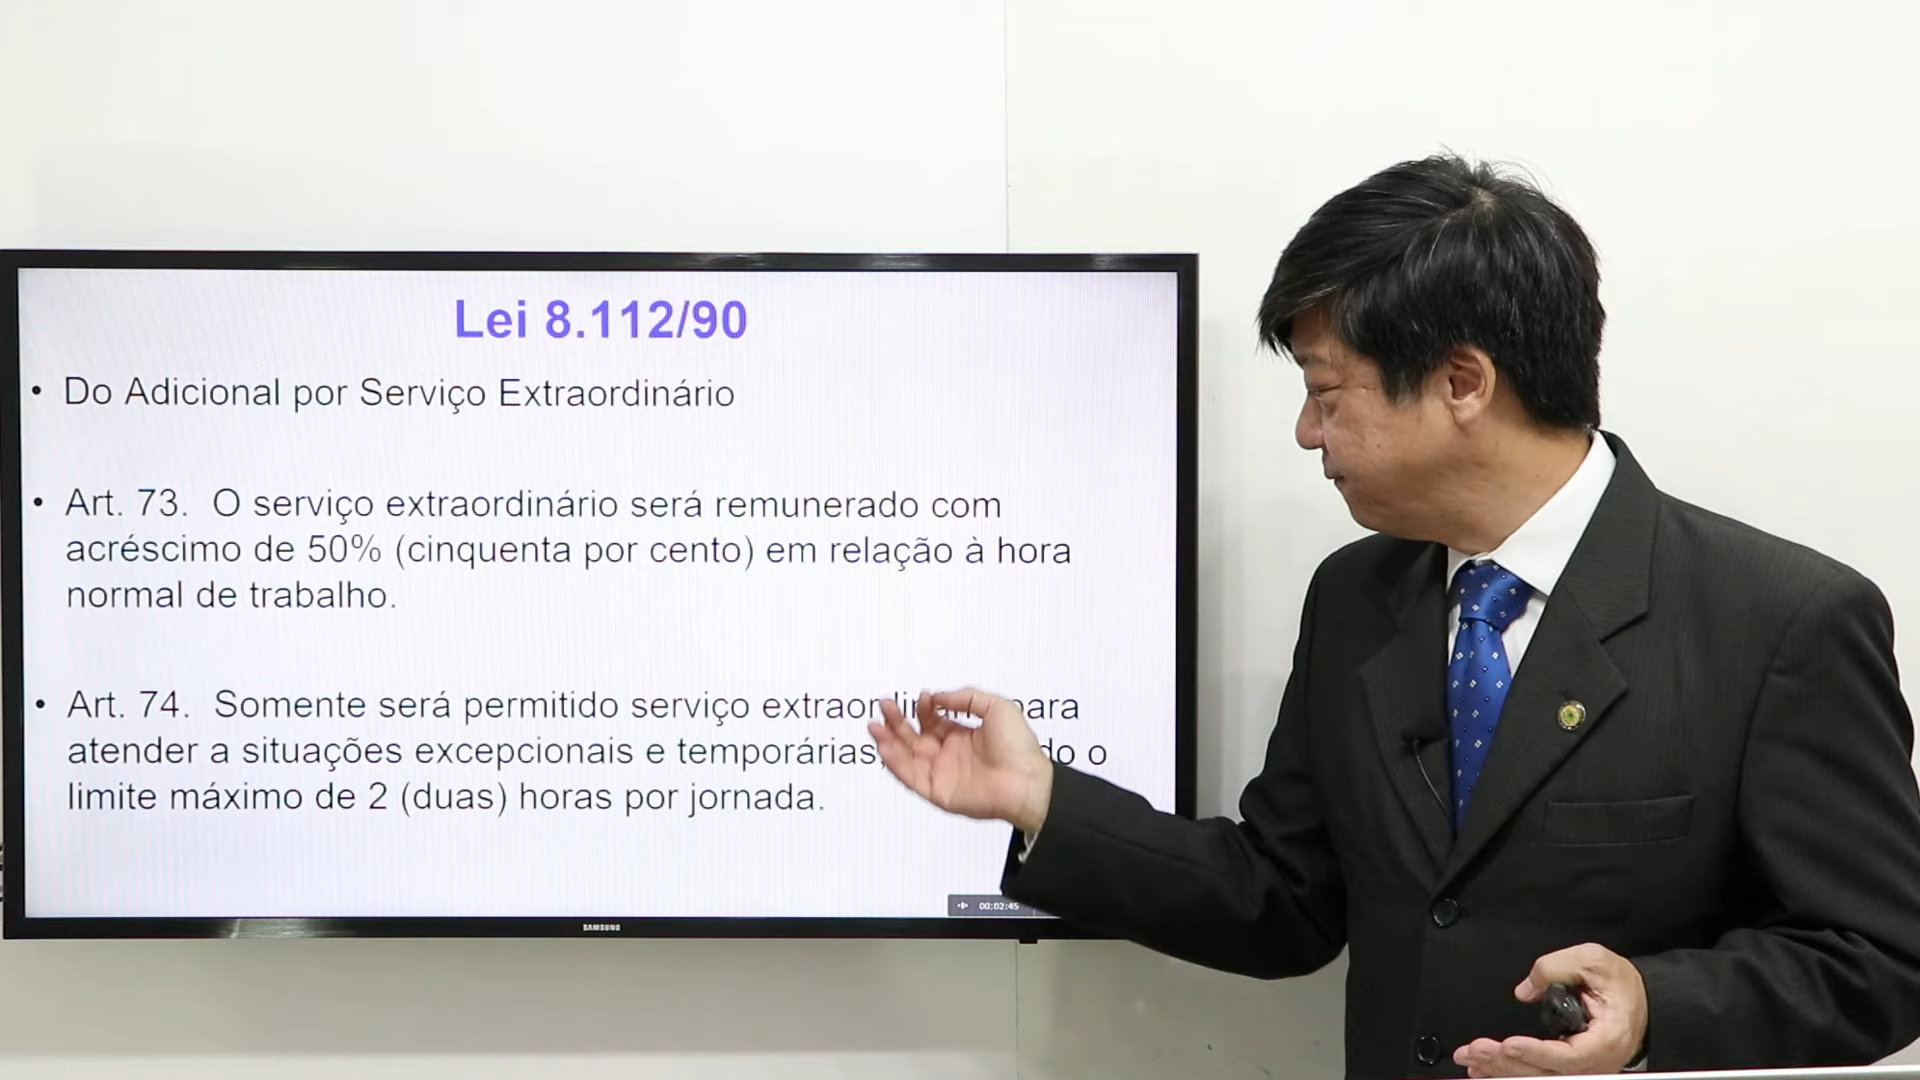 Lei 8.112/90
• Do Adicional por Serviço Extraordinário
• Art. 73. O serviço extraordinário será remunerado com
acréscimo de 50% (cinquenta por cento) em relação à hora
normal de trabalho.
• Art. 74. Somente será permitido serviço para
atender a situações excepcionais e temporárias, o
limite máximo de 2 (duas) horas por jornada.
00:02:45
SAMSUNG